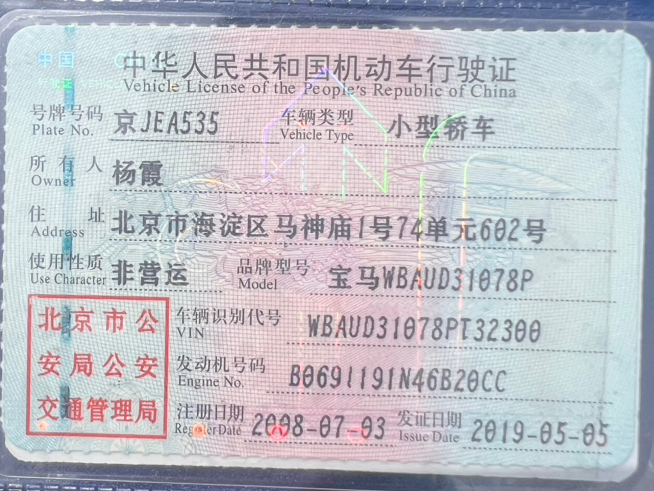 中国
中华人民共和国机动车行驶证
Vehicle License of the People's Republic of China
号牌号码 京JEA535 车辆类型 小型轿车
Plate No. Vehicle Type
所有人 杨霞
Owner
住址 北京市海淀区马神庙1号74单元602号
Address
使用性质 非营运 品牌型号 宝马WBAUD31078P
Use Character Model
北京市公
安局公安
交通管理局
车辆识别代号 WBAUD31078PT32300
VIN
发动机号码 B0691191N46B20CC
Engine No.
注册日期 2008-07-03 发证日期 2019-05-05
Register Date Issue Date